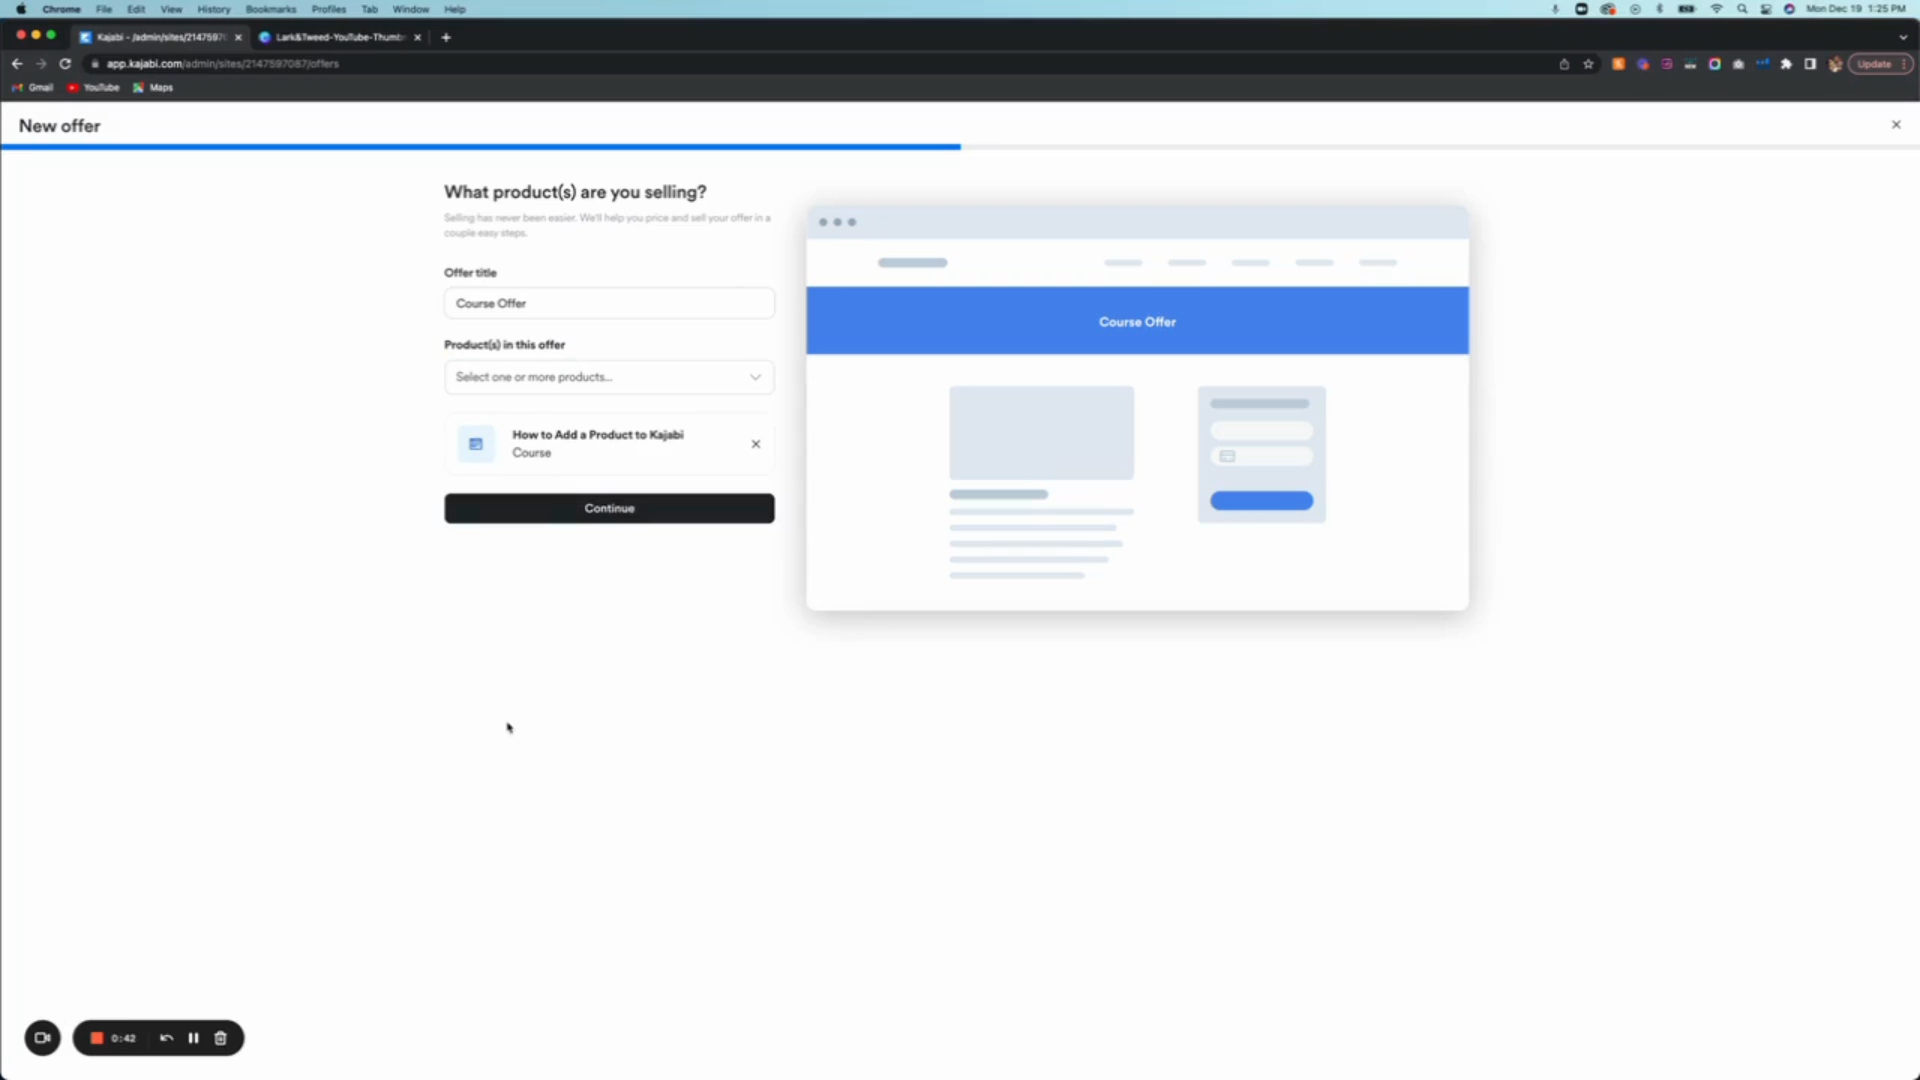 Chrome File Edit View History Bookmarks Profiles Tab Window Help
Mon Dec 19 1:25 PM
Kajabi - /admin/sites/2147597
Lark&Tweed-YouTube-Thumb
app.kajabi.com/admin/sites/2147597087/offers
Update
Gmail YouTube Maps
New offer
What product(s) are you selling?
Selling has never been easier. We'll help you price and sell your offer in a
couple easy steps.
Offer title
Course Offer
Product(s) in this offer
Select one or more products...
How to Add a Product to Kajabi
Course
Continue
Course Offer
0:42